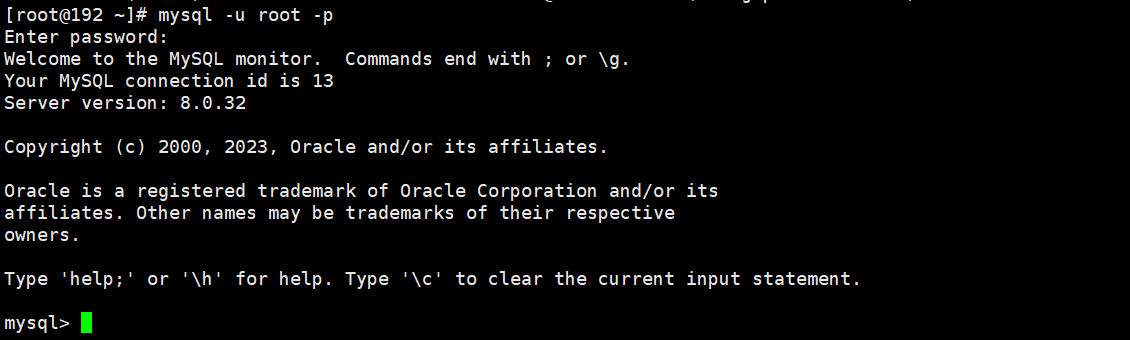 [root@192 ~]# mysql -u root -p
Enter password:
Welcome to the MySQL monitor.  Commands end with ; or \g.
Your MySQL connection id is 13
Server version: 8.0.32

Copyright (c) 2000, 2023, Oracle and/or its affiliates.

Oracle is a registered trademark of Oracle Corporation and/or its
affiliates. Other names may be trademarks of their respective
owners.

Type 'help;' or '\h' for help. Type '\c' to clear the current input statement.

mysql>